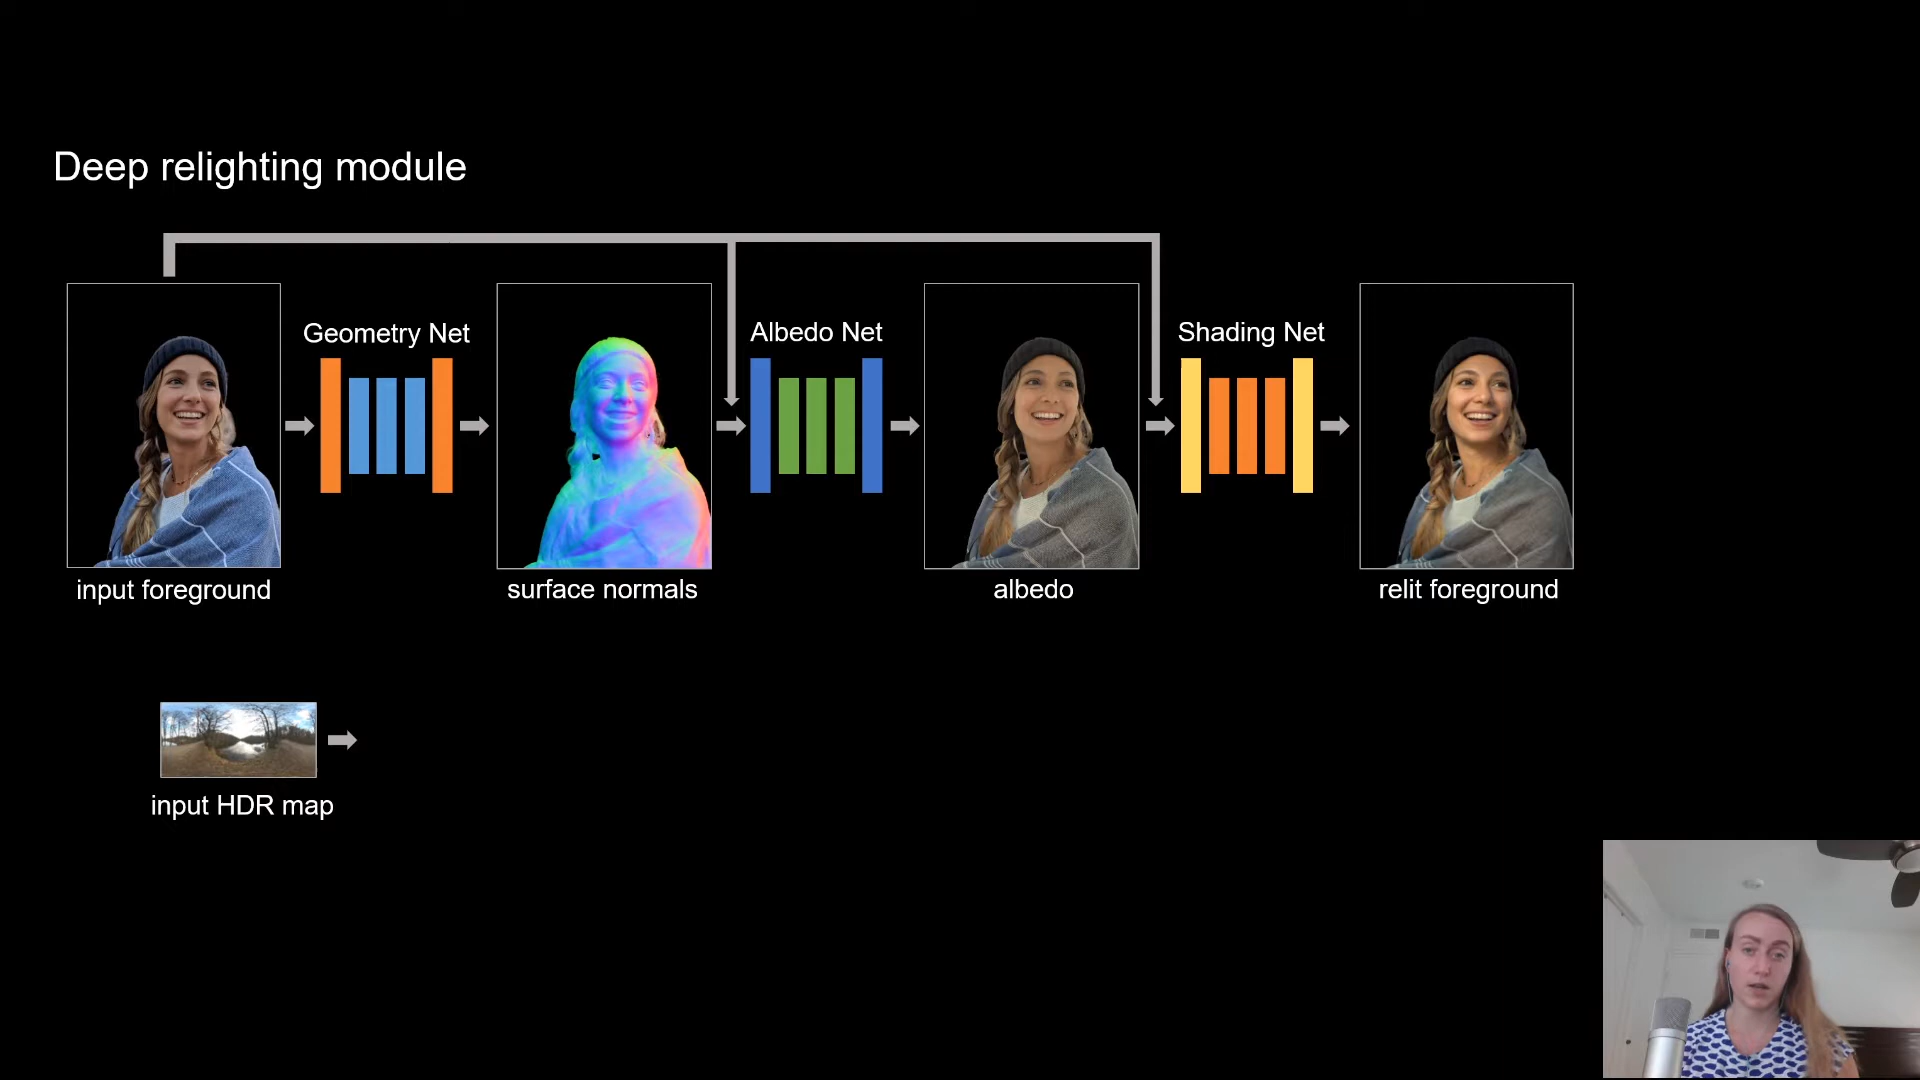 Deep relighting module
Geometry Net
Albedo Net
Shading Net
input foreground
surface normals
albedo
relit foreground
input HDR map